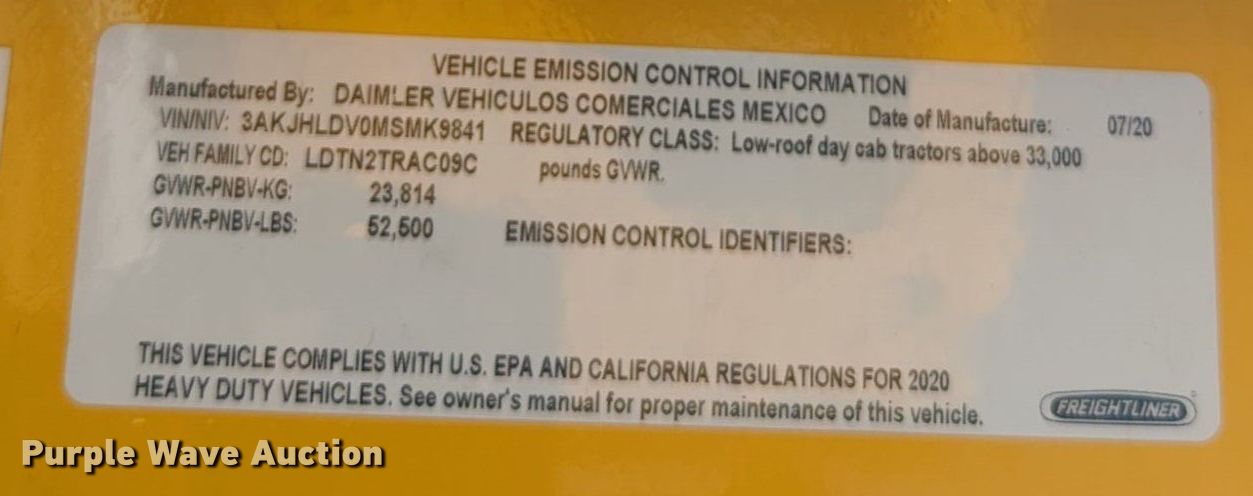 VEHICLE EMISSION CONTROL INFORMATION
Manufactured By: DAIMLER VEHICULOS COMERCIALES MEXICO Date of Manufacture: 07/20
VIN/NIV: 3AKJHLDV0MSMK9841 REGULATORY CLASS: Low-roof day cab tractors above 33,000
VEH FAMILY CD: LDTN2TRAC09C pounds GVWR.
GVWR-PNBV-KG: 23,814
GVWR-PNBV-LBS: 52,500 EMISSION CONTROL IDENTIFIERS:
THIS VEHICLE COMPLIES WITH U.S. EPA AND CALIFORNIA REGULATIONS FOR 2020
HEAVY DUTY VEHICLES. See owner's manual for proper maintenance of this vehicle.
FREIGHTLINER
Purple Wave Auction